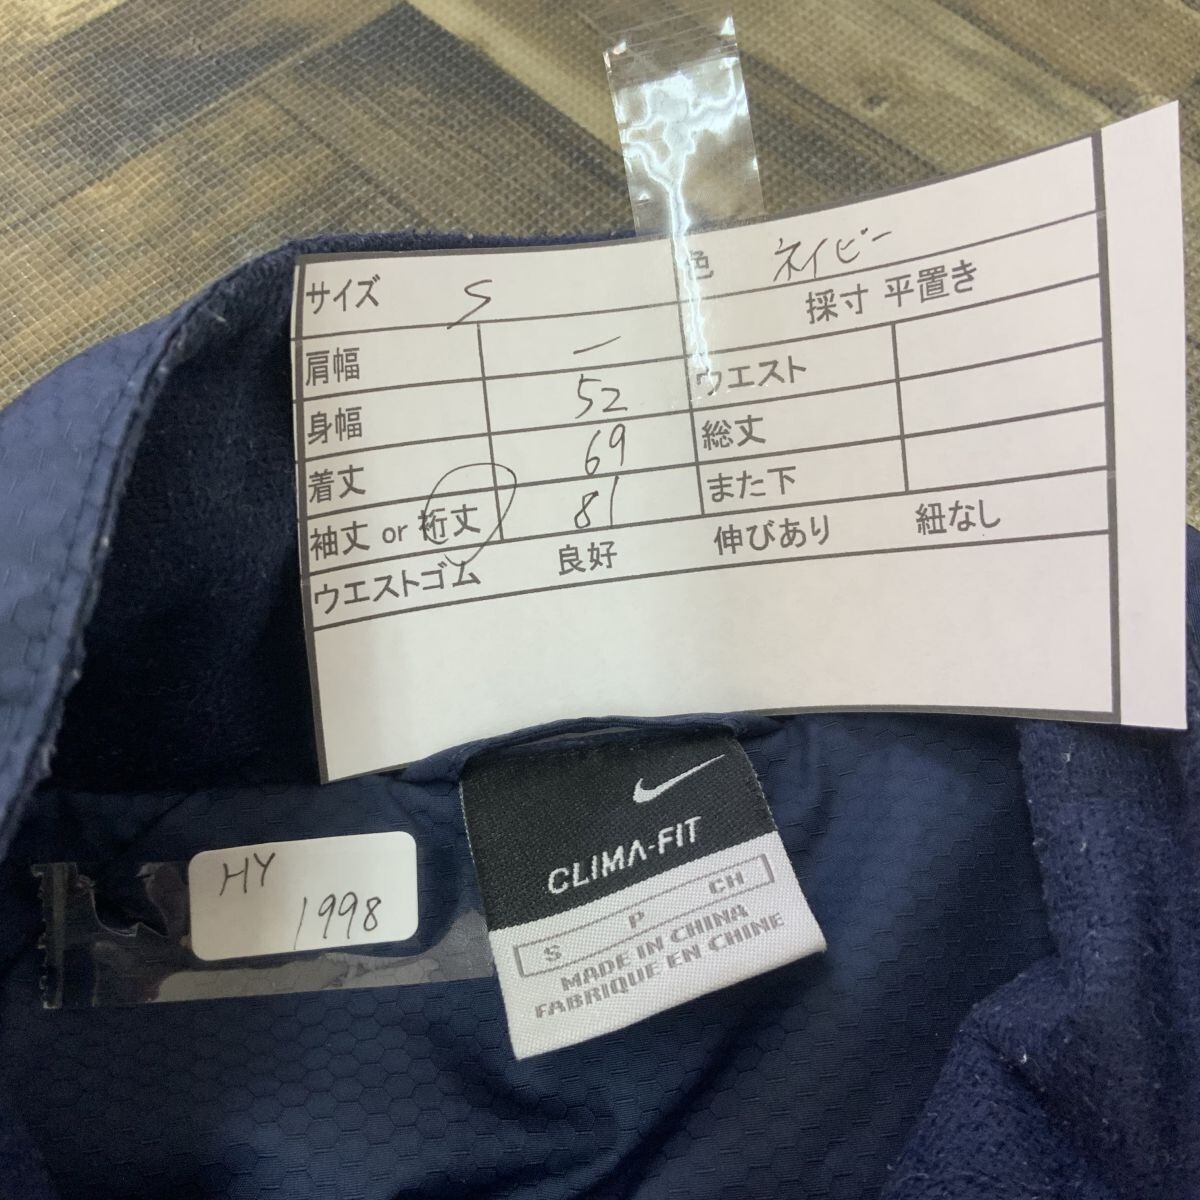 サイズ S 色 ネイビー
採寸 平置き
肩幅 ー ウエスト
身幅 52 総丈
着丈 69 また下
袖丈 or 裄丈 81
ウエストゴム 良好 伸びあり 紐なし
HY
1998
CLIMA-FIT
S P CH
MADE IN CHINA
FABRIQUE EN CHINE